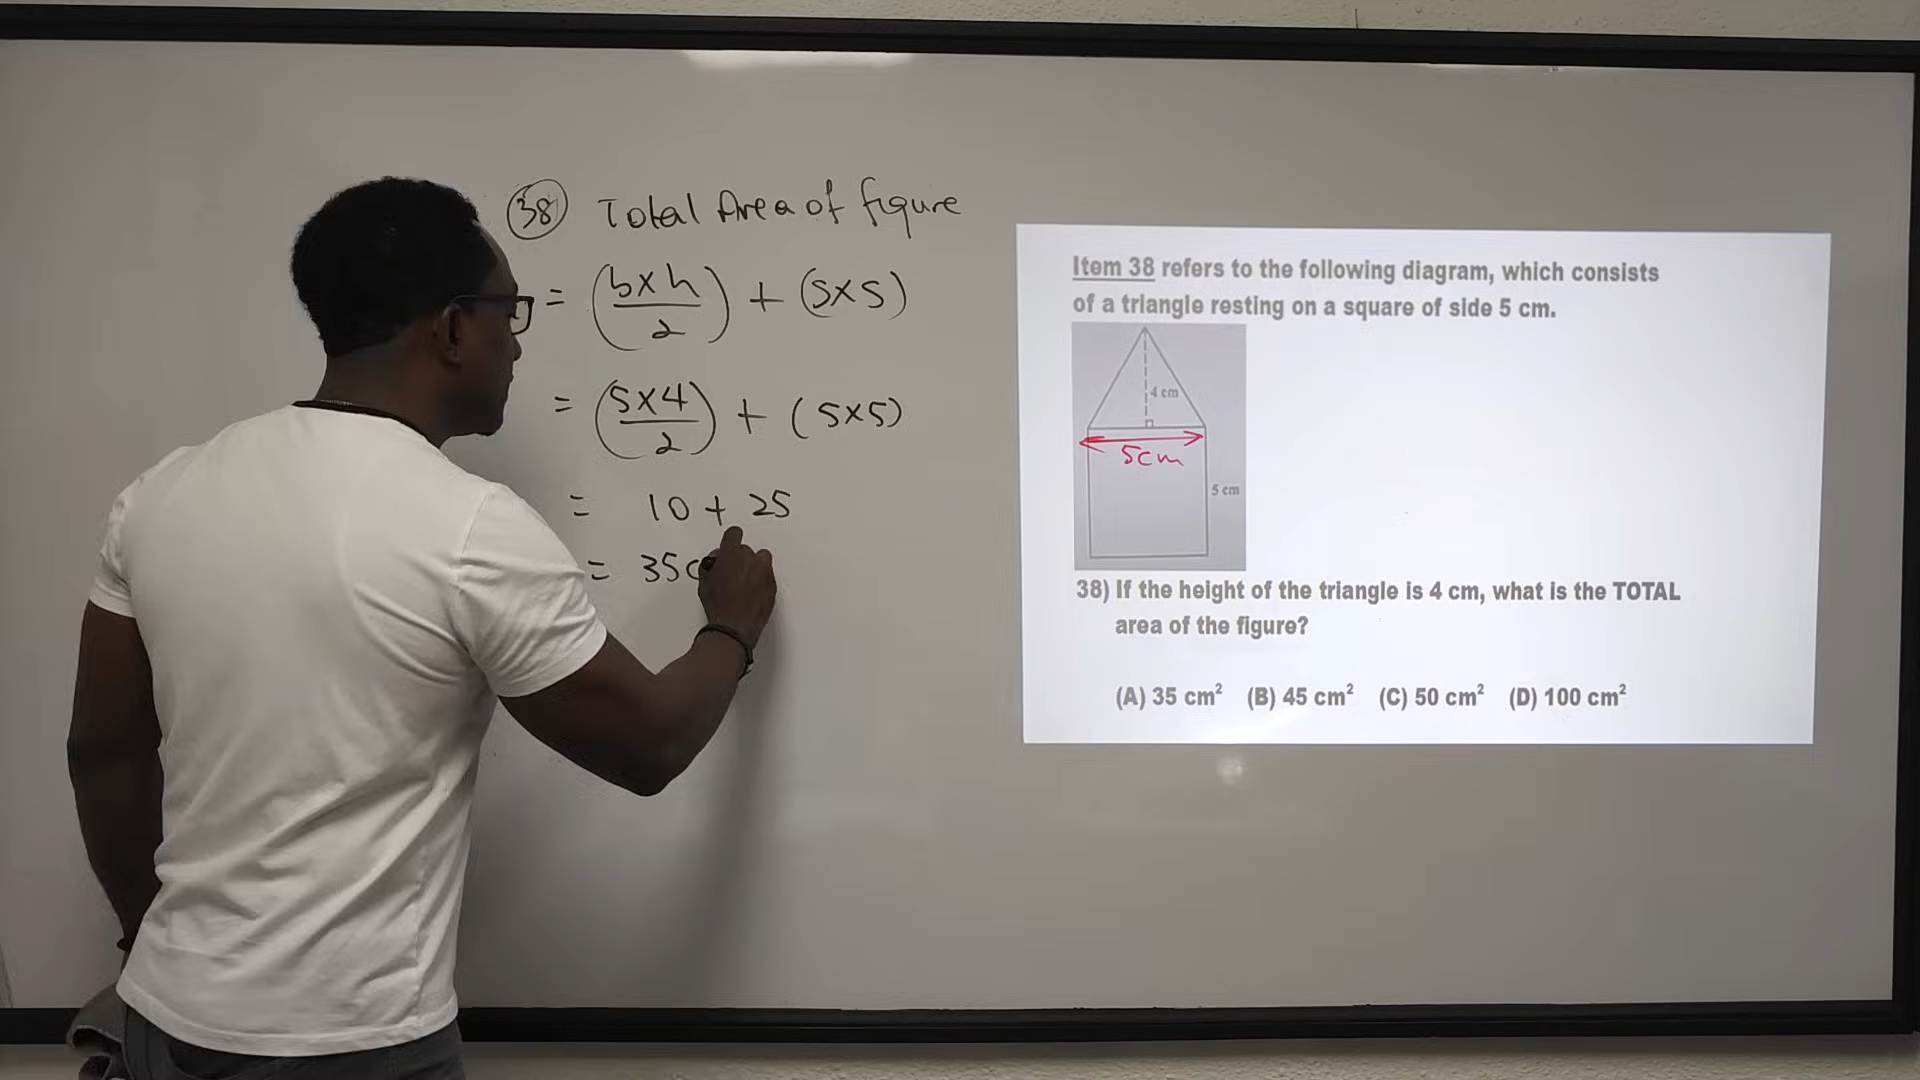 38 Total Area of figure
= (b×h/2) + (5×5)
= (5×4/2) + (5×5)
= 10 + 25
= 35c
Item 38 refers to the following diagram, which consists
of a triangle resting on a square of side 5 cm.
4 cm
5cm
5 cm
38) If the height of the triangle is 4 cm, what is the TOTAL
area of the figure?
(A) 35 cm² (B) 45 cm² (C) 50 cm² (D) 100 cm²